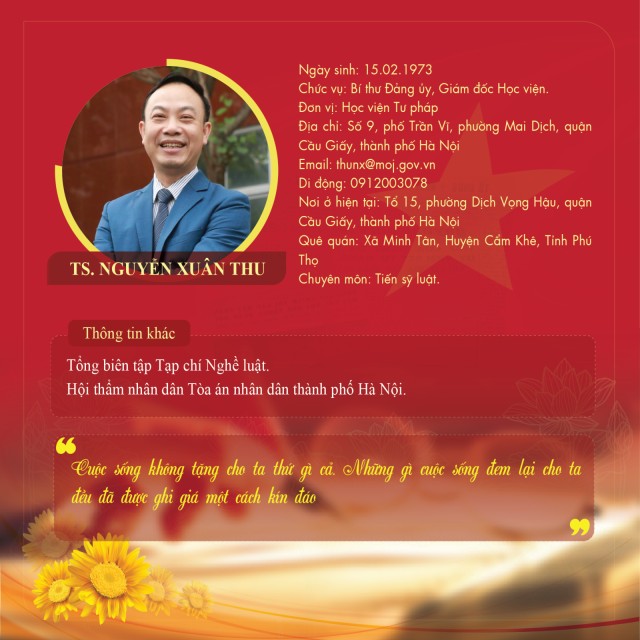 Ngày sinh: 15.02.1973
Chức vụ: Bí thư Đảng ủy, Giám đốc Học viện.
Đơn vị: Học viện Tư pháp
Địa chỉ: Số 9, phố Trần Vĩ, phường Mai Dịch, quận
Cầu Giấy, thành phố Hà Nội
Email: thunx@moj.gov.vn
Di động: 0912003078
Nơi ở hiện tại: Tổ 15, phường Dịch Vọng Hậu, quận
Cầu Giấy, thành phố Hà Nội
Quê quán: Xã Minh Tân, Huyện Cẩm Khê, Tỉnh Phú
Thọ
Chuyên môn: Tiến sỹ luật.
TS. NGUYỄN XUÂN THU
Thông tin khác
Tổng biên tập Tạp chí Nghề luật.
Hội thẩm nhân dân Tòa án nhân dân thành phố Hà Nội.
“Cuộc sống không tặng cho ta thứ gì cả. Những gì cuộc sống đem lại cho ta
đều đã được ghi giá một cách kín đáo”